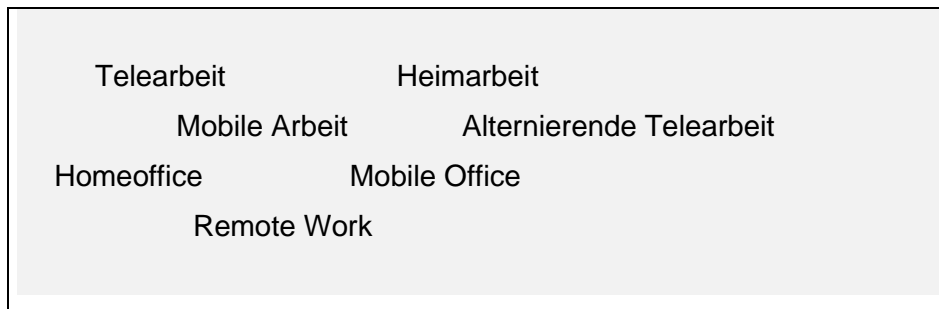 Telearbeit Heimarbeit
Mobile Arbeit Alternierende Telearbeit
Homeoffice Mobile Office
Remote Work